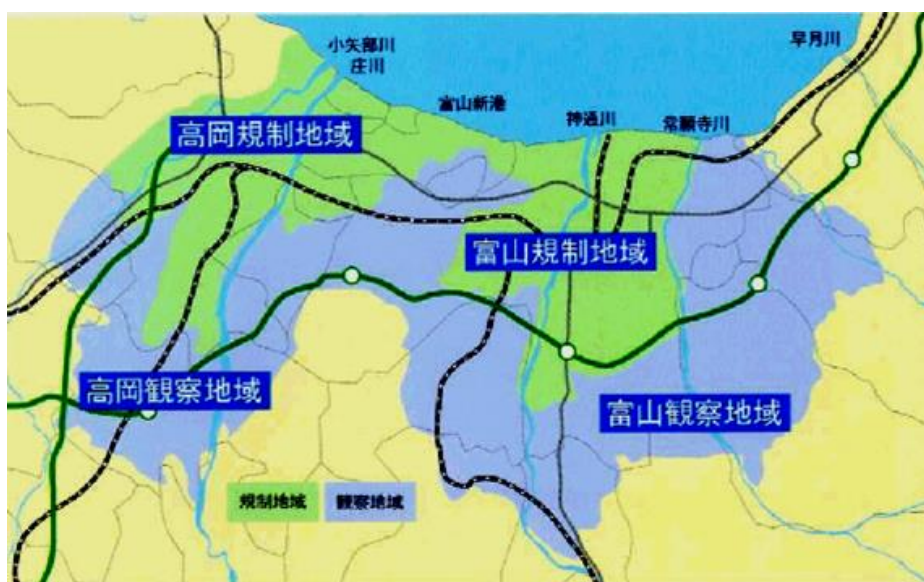 小矢部川
庄川
早月川
富山新港
神通川
常願寺川
高岡規制地域
富山規制地域
高岡観察地域
富山観察地域
規制地域
観察地域